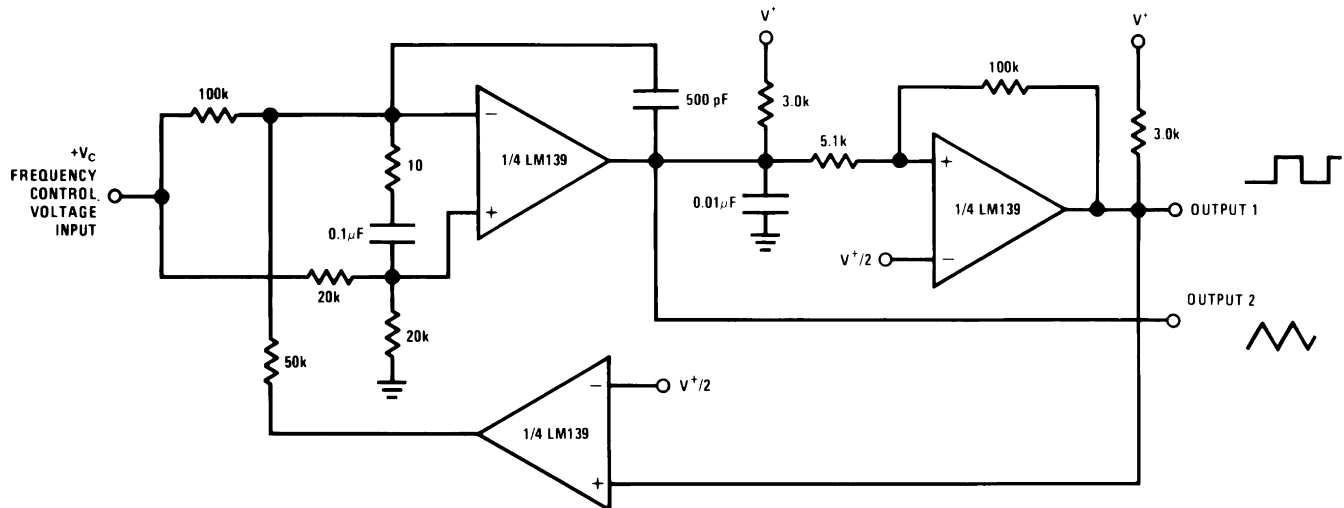 +VC
FREQUENCY
CONTROL
VOLTAGE
INPUT
100k
10
0.1µF
20k
20k
50k
-
+
1/4 LM139
500 pF
V+
3.0k
0.01µF
5.1k
100k
+
-
1/4 LM139
V+/2
V+
3.0k
OUTPUT 1
OUTPUT 2
-
+
1/4 LM139
V+/2